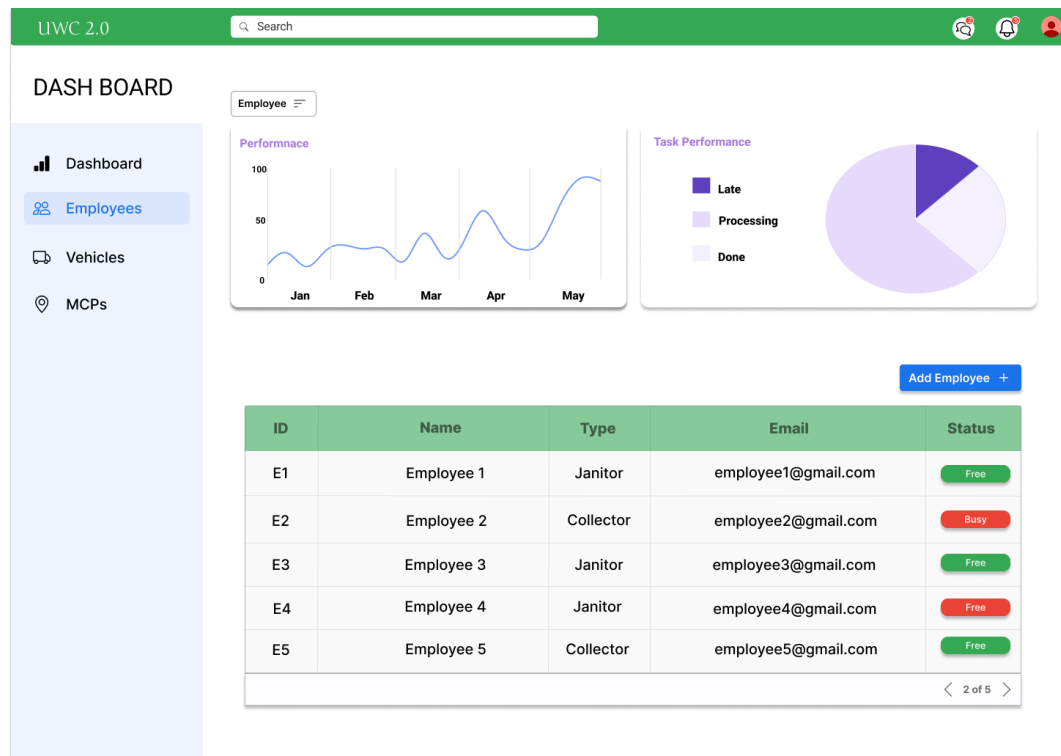 UWC 2.0
Search
2
3
DASH BOARD
Dashboard
Employees
Vehicles
MCPs
Employee
Performnace
100
50
0
Jan Feb Mar Apr May
Task Performance
Late
Processing
Done
Add Employee +
ID Name Type Email Status
E1 Employee 1 Janitor employee1@gmail.com Free
E2 Employee 2 Collector employee2@gmail.com Busy
E3 Employee 3 Janitor employee3@gmail.com Free
E4 Employee 4 Janitor employee4@gmail.com Free
E5 Employee 5 Collector employee5@gmail.com Free
2 of 5